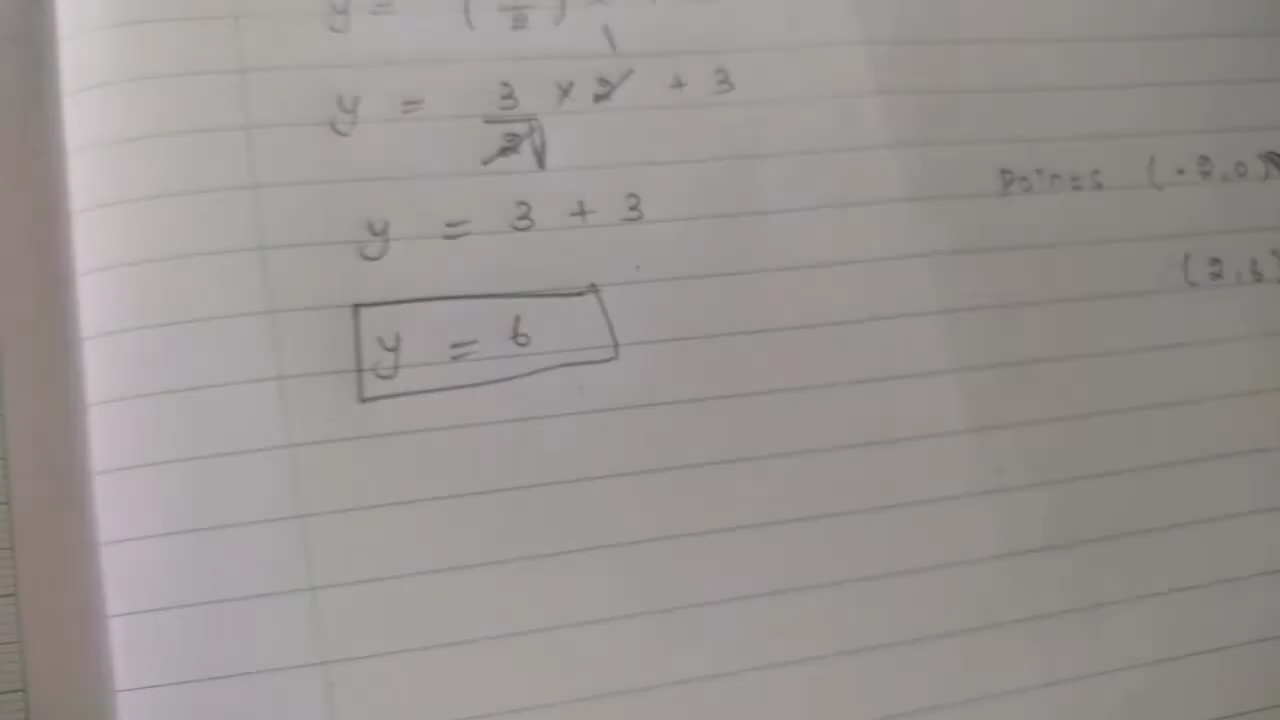 y =
y = 3/2 × 2 + 3
y = 3 + 3
y = 6
Points (-2,0)
(2,6)